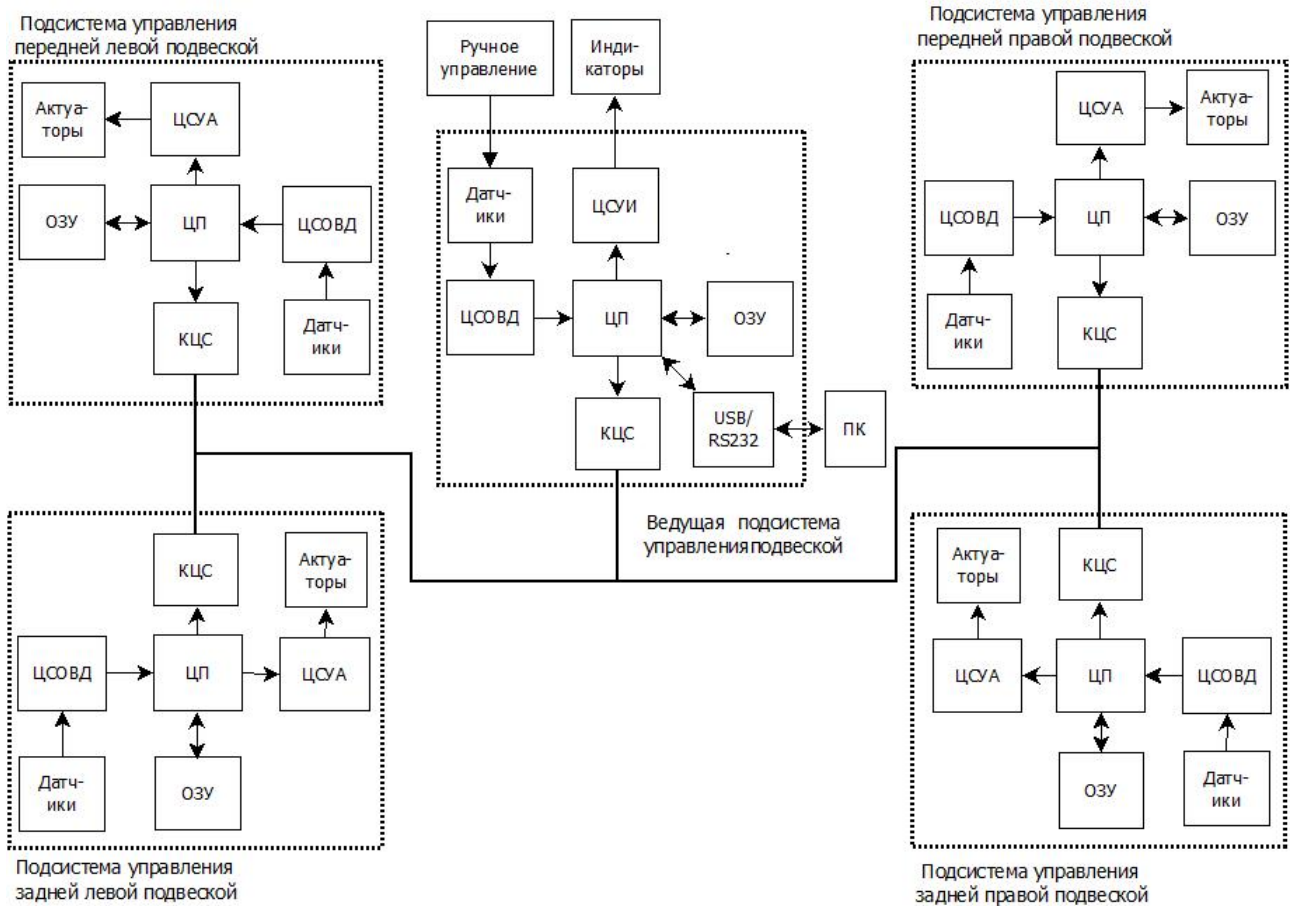 Подсистема управления
передней левой подвеской
Актуа-
торы
ЦСУА
ОЗУ
ЦП
ЦСОВД
КЦС
Датч-
ики
Ручное
управление
Инди-
каторы
Датч-
ики
ЦСУИ
ЦСОВД
ЦП
ОЗУ
КЦС
USB/
RS232
ПК
Ведущая подсистема
управления подвеской
Подсистема управления
передней правой подвеской
ЦСУА
Актуа-
торы
ЦСОВД
ЦП
ОЗУ
Датч-
ики
КЦС
КЦС
Актуа-
торы
ЦСОВД
ЦП
ЦСУА
Датч-
ики
ОЗУ
Подсистема управления
задней левой подвеской
Актуа-
торы
КЦС
ЦСУА
ЦП
ЦСОВД
ОЗУ
Датч-
ики
Подсистема управления
задней правой подвеской